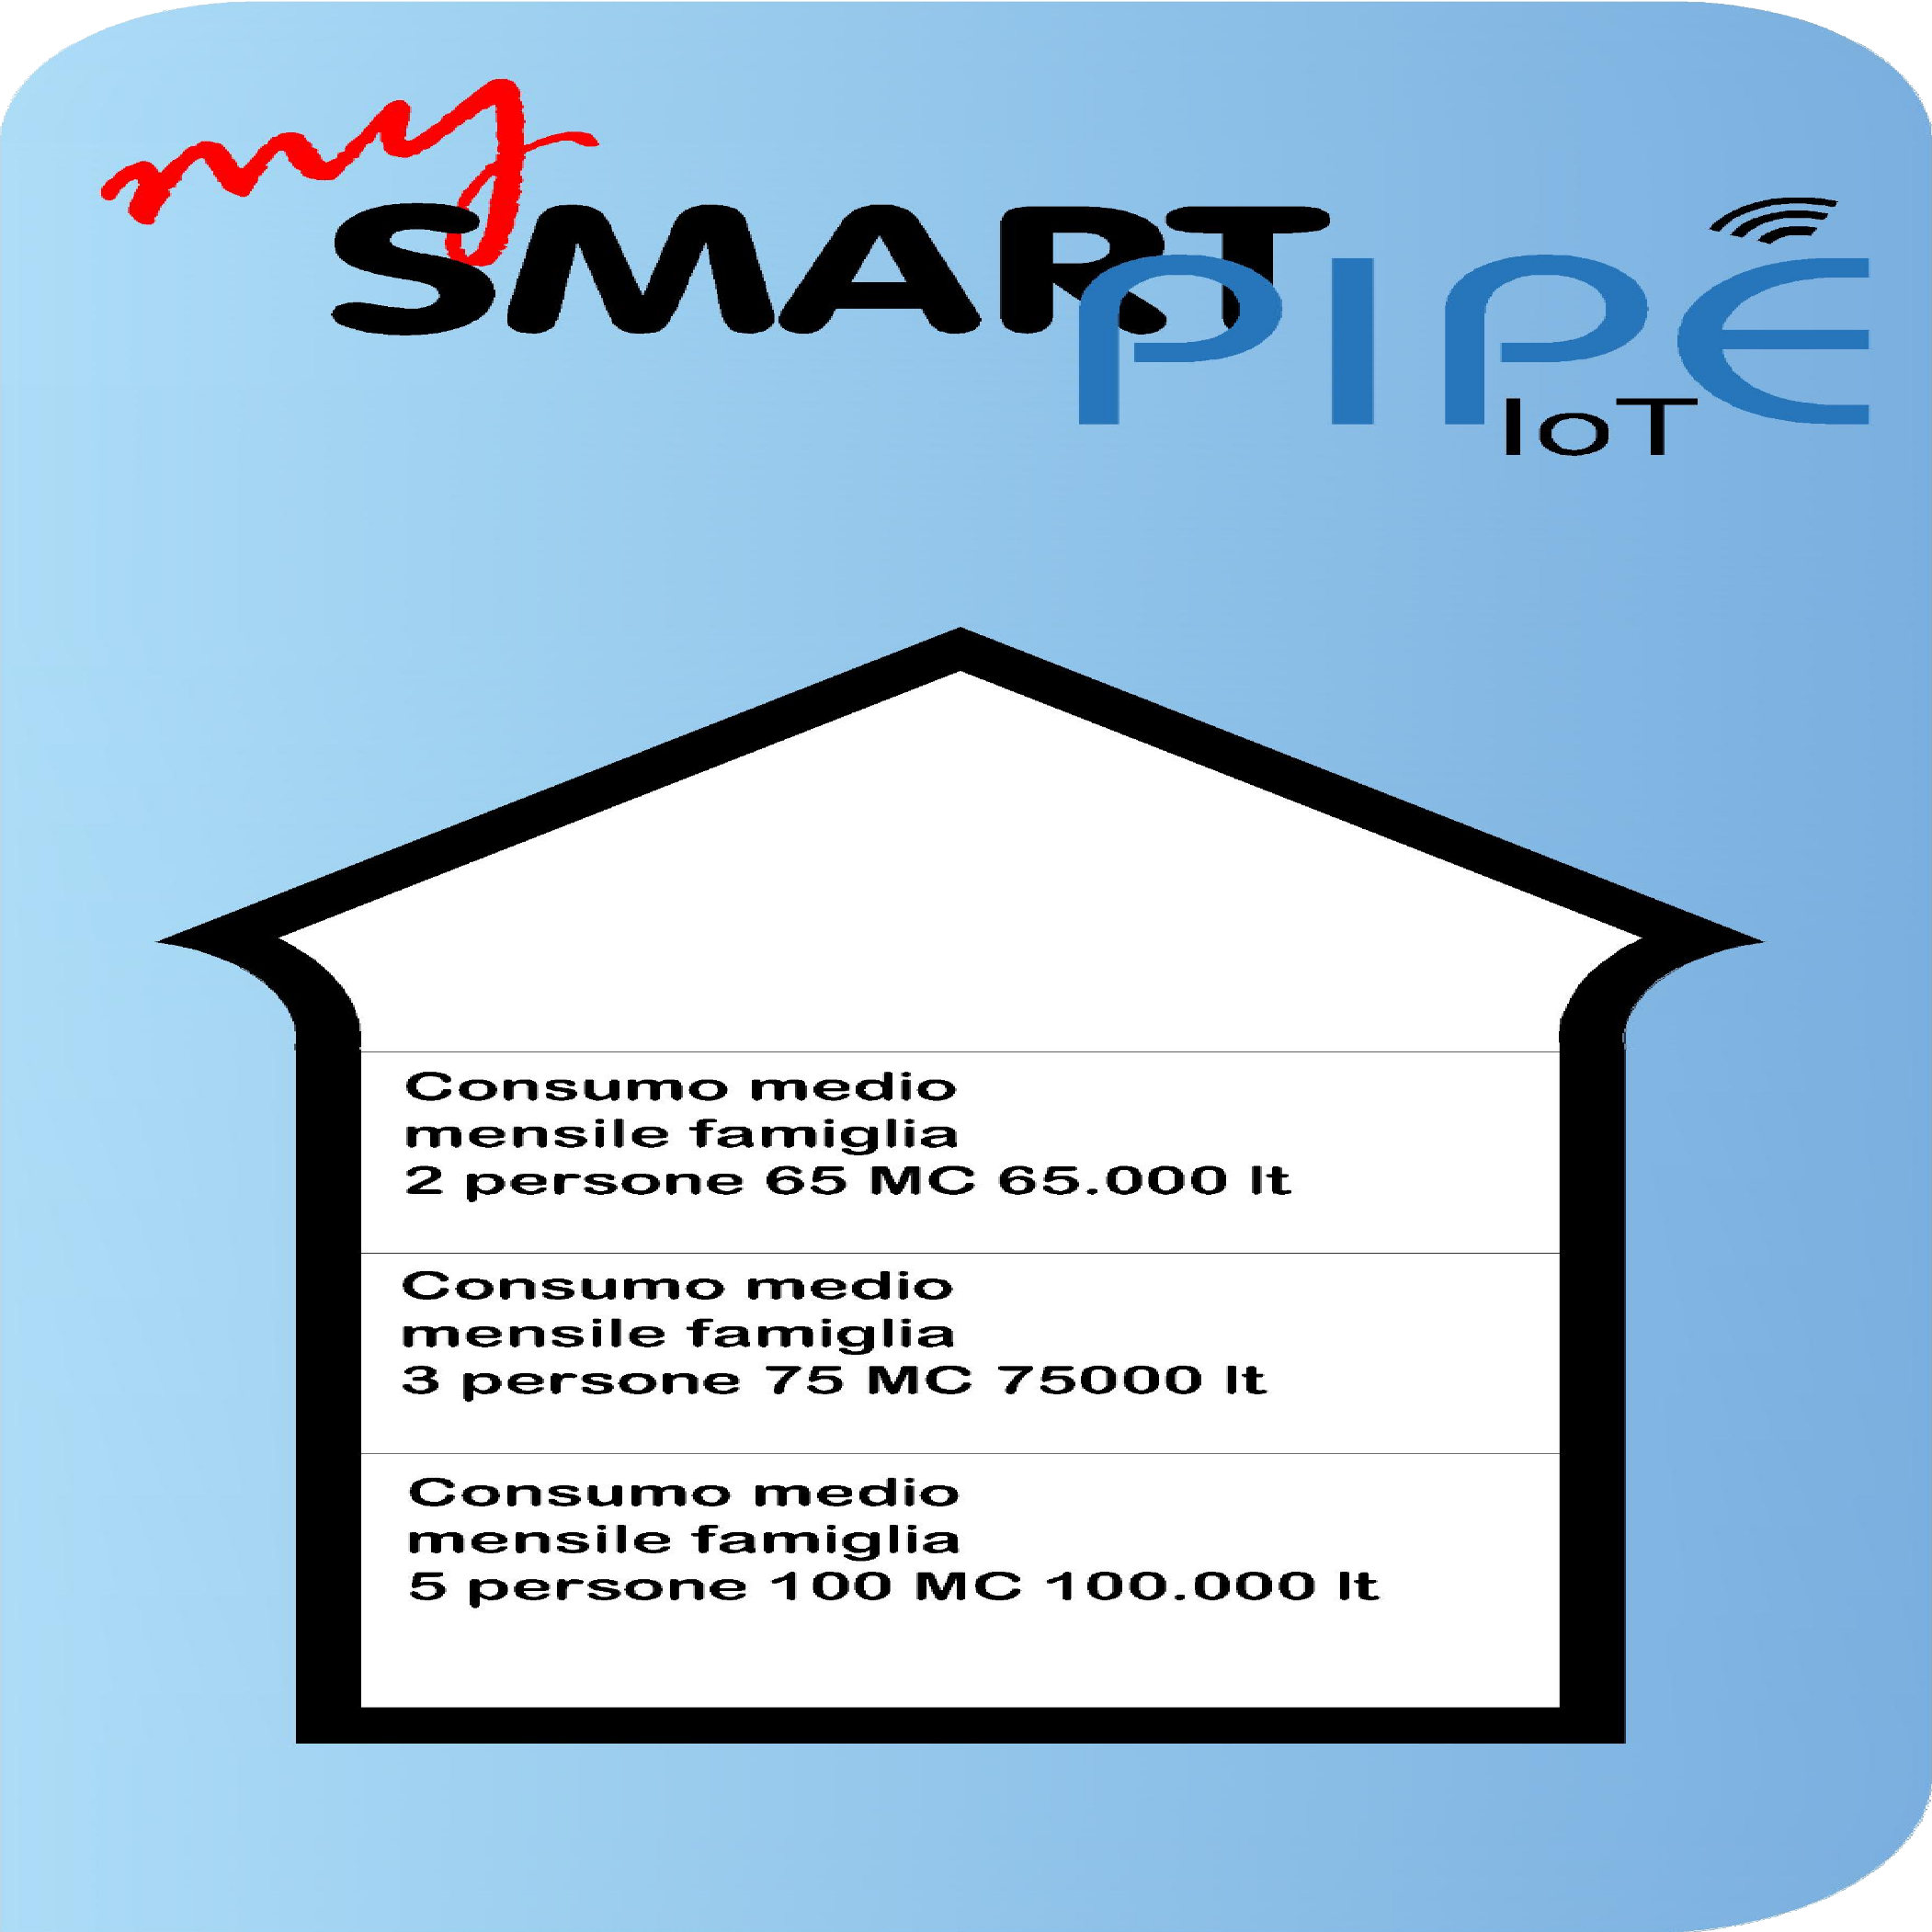 my
SMART
PIPE
IoT
Consumo medio
mensile famiglia
2 persone 65 MC 65.000 lt
Consumo medio
mensile famiglia
3 persone 75 MC 75000 lt
Consumo medio
mensile famiglia
5 persone 100 MC 100.000 lt